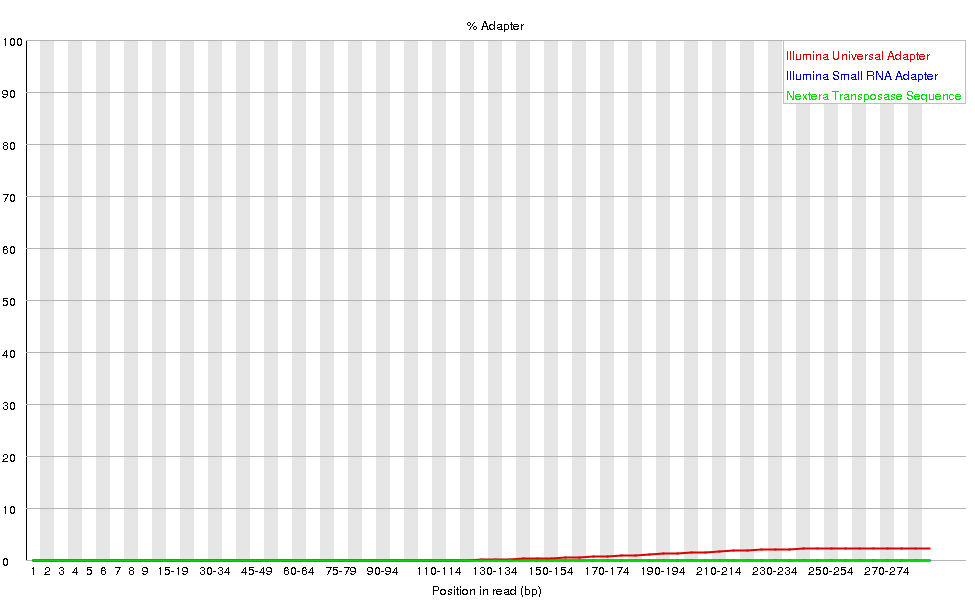 % Adapter
Illumina Universal Adapter
Illumina Small RNA Adapter
Nextera Transposase Sequence
100
90
80
70
60
50
40
30
20
10
0
1 2 3 4 5 6 7 8 9 15-19 30-34 45-49 60-64 75-79 90-94 110-114 130-134 150-154 170-174 190-194 210-214 230-234 250-254 270-274
Position in read (bp)